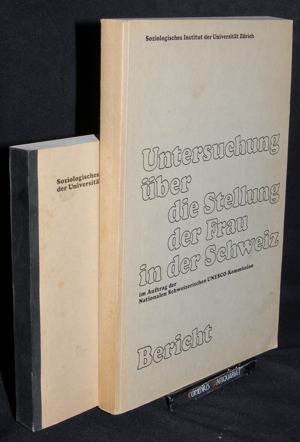 Soziologisches Institut der Universität Zürich
Untersuchung
über
die Stellung
der Frau
in der Schweiz
im Auftrag der
Nationalen Schweizerischen UNESCO-Kommission
Bericht
Soziologisches
der Universitä